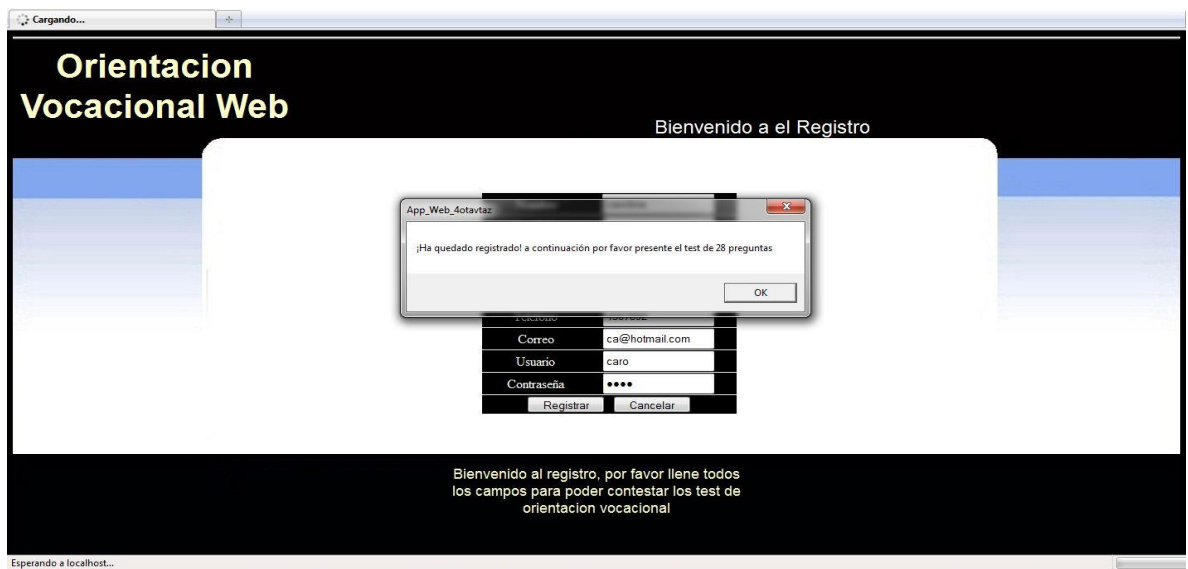 Cargando...
Orientacion
Vocacional Web
Bienvenido a el Registro
App_Web_4otavtaz
¡Ha quedado registrado! a continuación por favor presente el test de 28 preguntas
OK
Telefono
Correo ca@hotmail.com
Usuario caro
Contraseña ••••
Registrar Cancelar
Bienvenido al registro, por favor llene todos
los campos para poder contestar los test de
orientacion vocacional
Esperando a localhost...